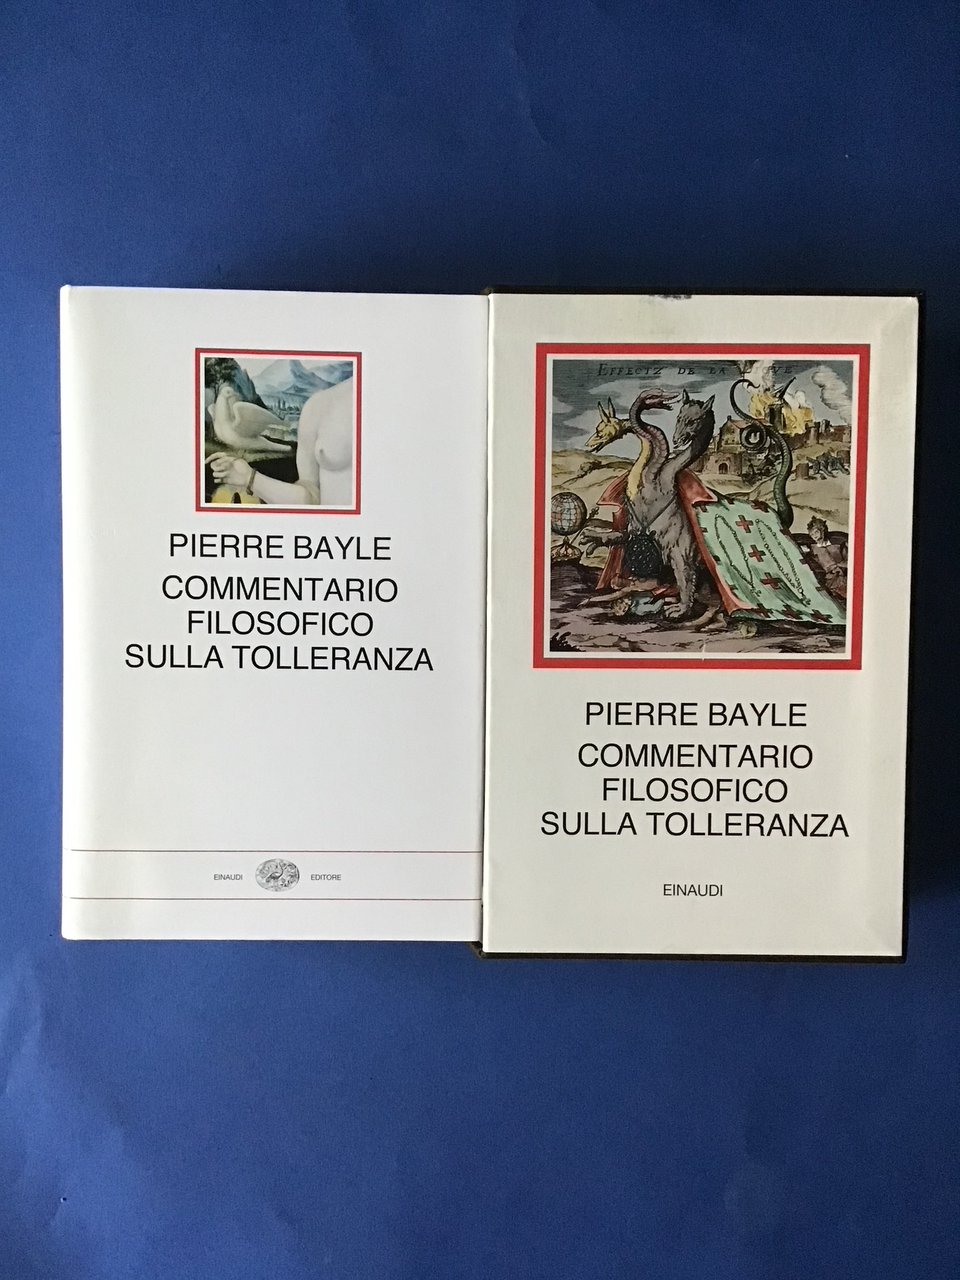 PIERRE BAYLE
COMMENTARIO
FILOSOFICO
SULLA TOLLERANZA
EINAUDI
EDITORE
EFFECTZ DE LA
PIERRE BAYLE
COMMENTARIO
FILOSOFICO
SULLA TOLLERANZA
EINAUDI